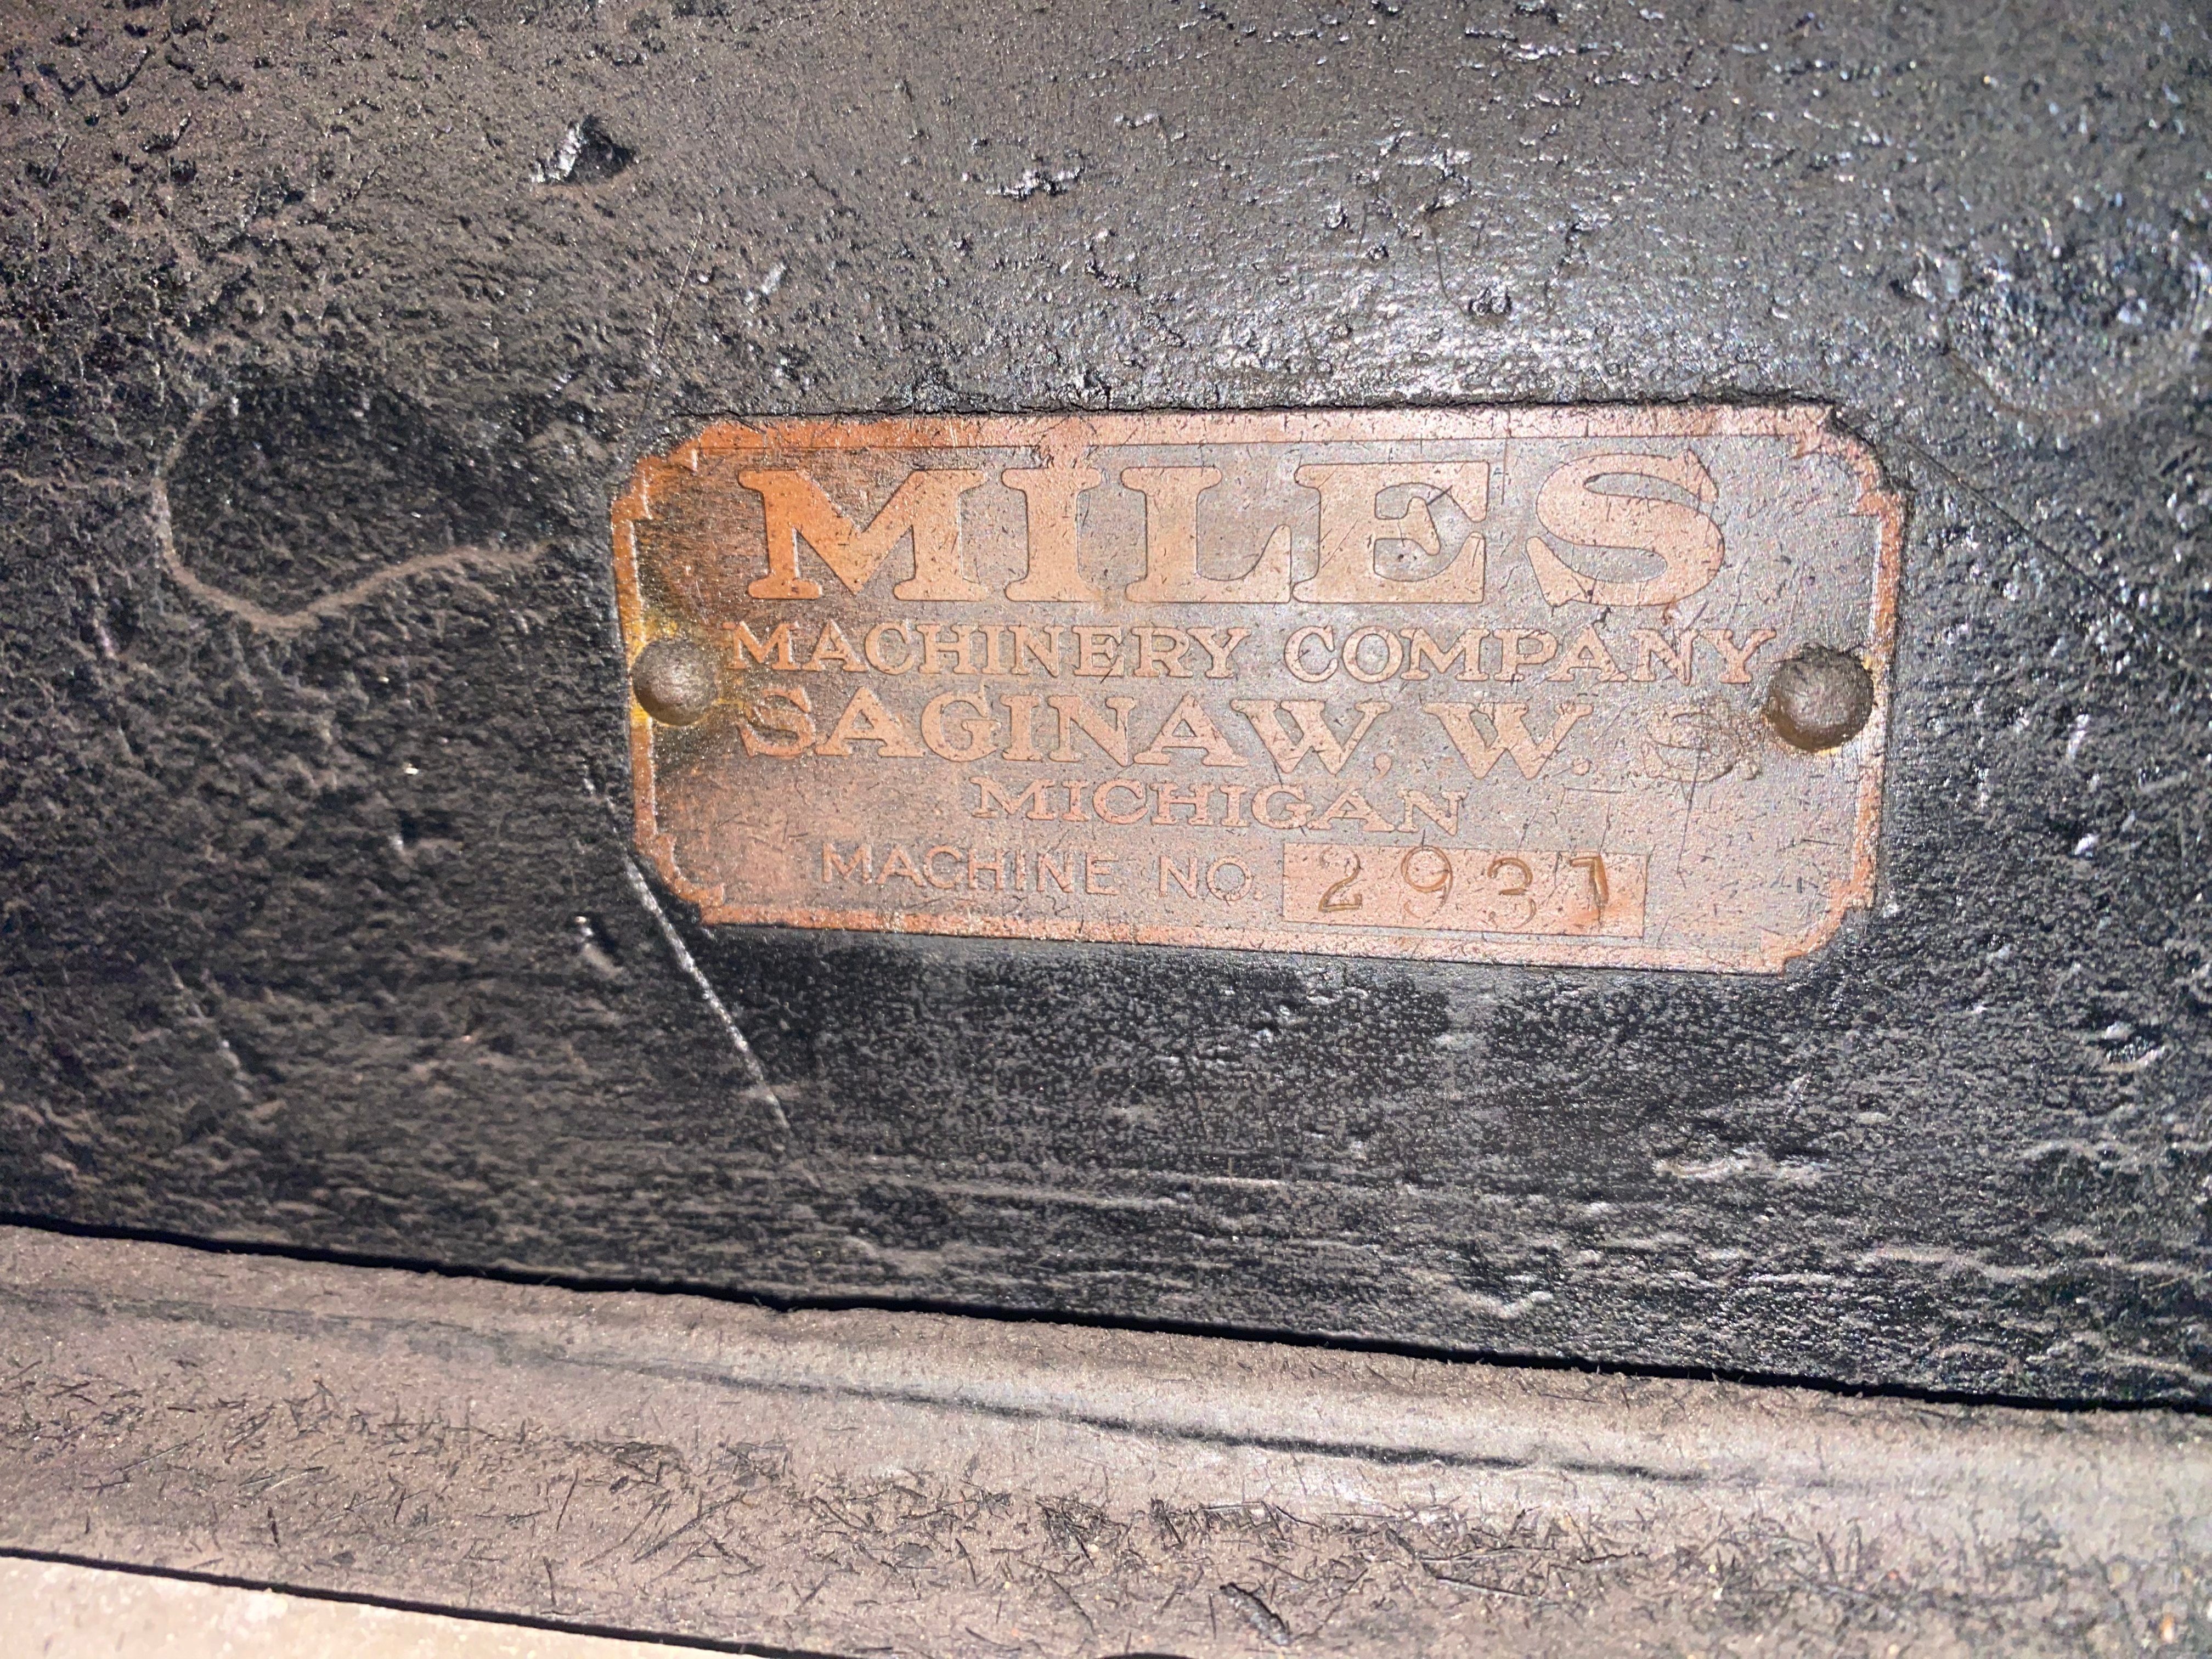 MILES
MACHINERY COMPANY
SAGINAW, W. S.
MICHIGAN
MACHINE NO. 2931